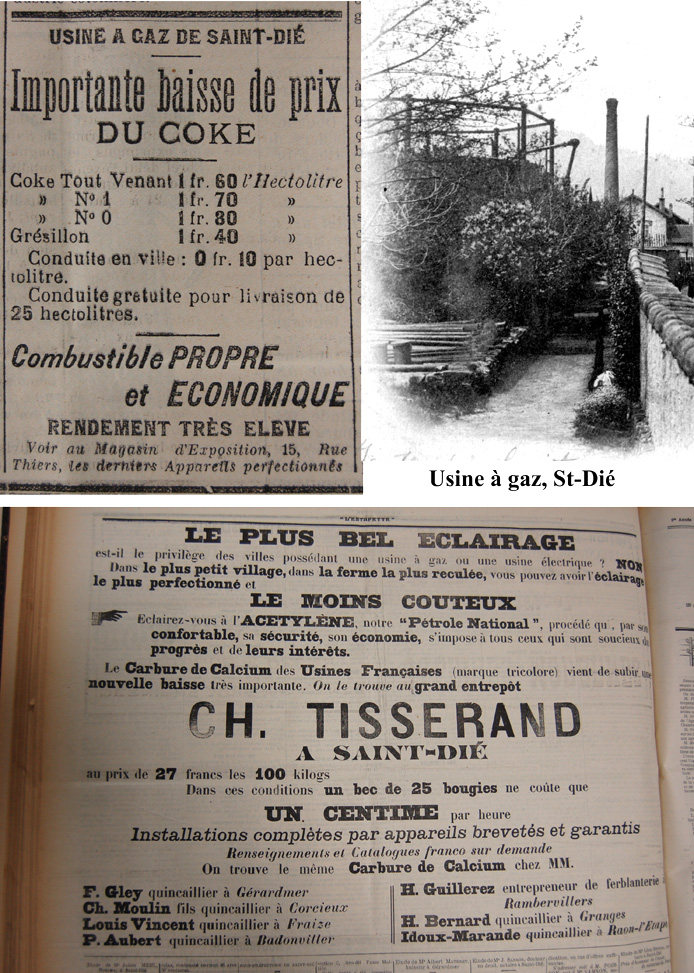 USINE A GAZ DE SAINT-DIÉ
Importante baisse de prix
DU COKE
Coke Tout Venant 1 fr. 60 l'Hectolitre
» No 1 1 fr. 70 »
» No 0 1 fr. 80 »
Grésillon 1 fr. 40 »
Conduite en ville : 0 fr. 10 par hec-
tolitre.
Conduite gratuite pour livraison de
25 hectolitres.
Combustible PROPRE
et ECONOMIQUE
RENDEMENT TRÈS ELEVE
Voir au Magasin d'Exposition, 15, Rue
Thiers, les derniers Appareils perfectionnés
Usine à gaz, St-Dié
"L'ESTAFETTE"
LE PLUS BEL ECLAIRAGE
est-il le privilège des villes possédant une usine à gaz ou une usine électrique ? NON
Dans le plus petit village, dans la ferme la plus reculée, vous pouvez avoir l'éclairage
le plus perfectionné et
LE MOINS COUTEUX
Eclairez-vous à l'ACETYLÈNE, notre "Pétrole National", procédé qui, par son
confortable, sa sécurité, son économie, s'impose à tous ceux qui sont soucieux de
progrès et de leurs intérêts.
Le Carbure de Calcium des Usines Françaises (marque tricolore) vient de subir une
nouvelle baisse très importante. On le trouve au grand entrepôt
CH. TISSERAND
A SAINT-DIÉ
au prix de 27 francs les 100 kilogs
Dans ces conditions un bec de 25 bougies ne coûte que
UN CENTIME par heure
Installations complètes par appareils brevetés et garantis
Renseignements et Catalogues franco sur demande
On trouve le même Carbure de Calcium chez MM.
F. Gley quincaillier à Gérardmer
Ch. Moulin fils quincaillier à Corcieux
Louis Vincent quincaillier à Fraize
P. Aubert quincaillier à Badonviller
H. Guillerez entrepreneur de ferblanterie à
Rambervillers
H. Bernard quincaillier à Granges
Idoux-Marande quincaillier à Raon-l'Etape